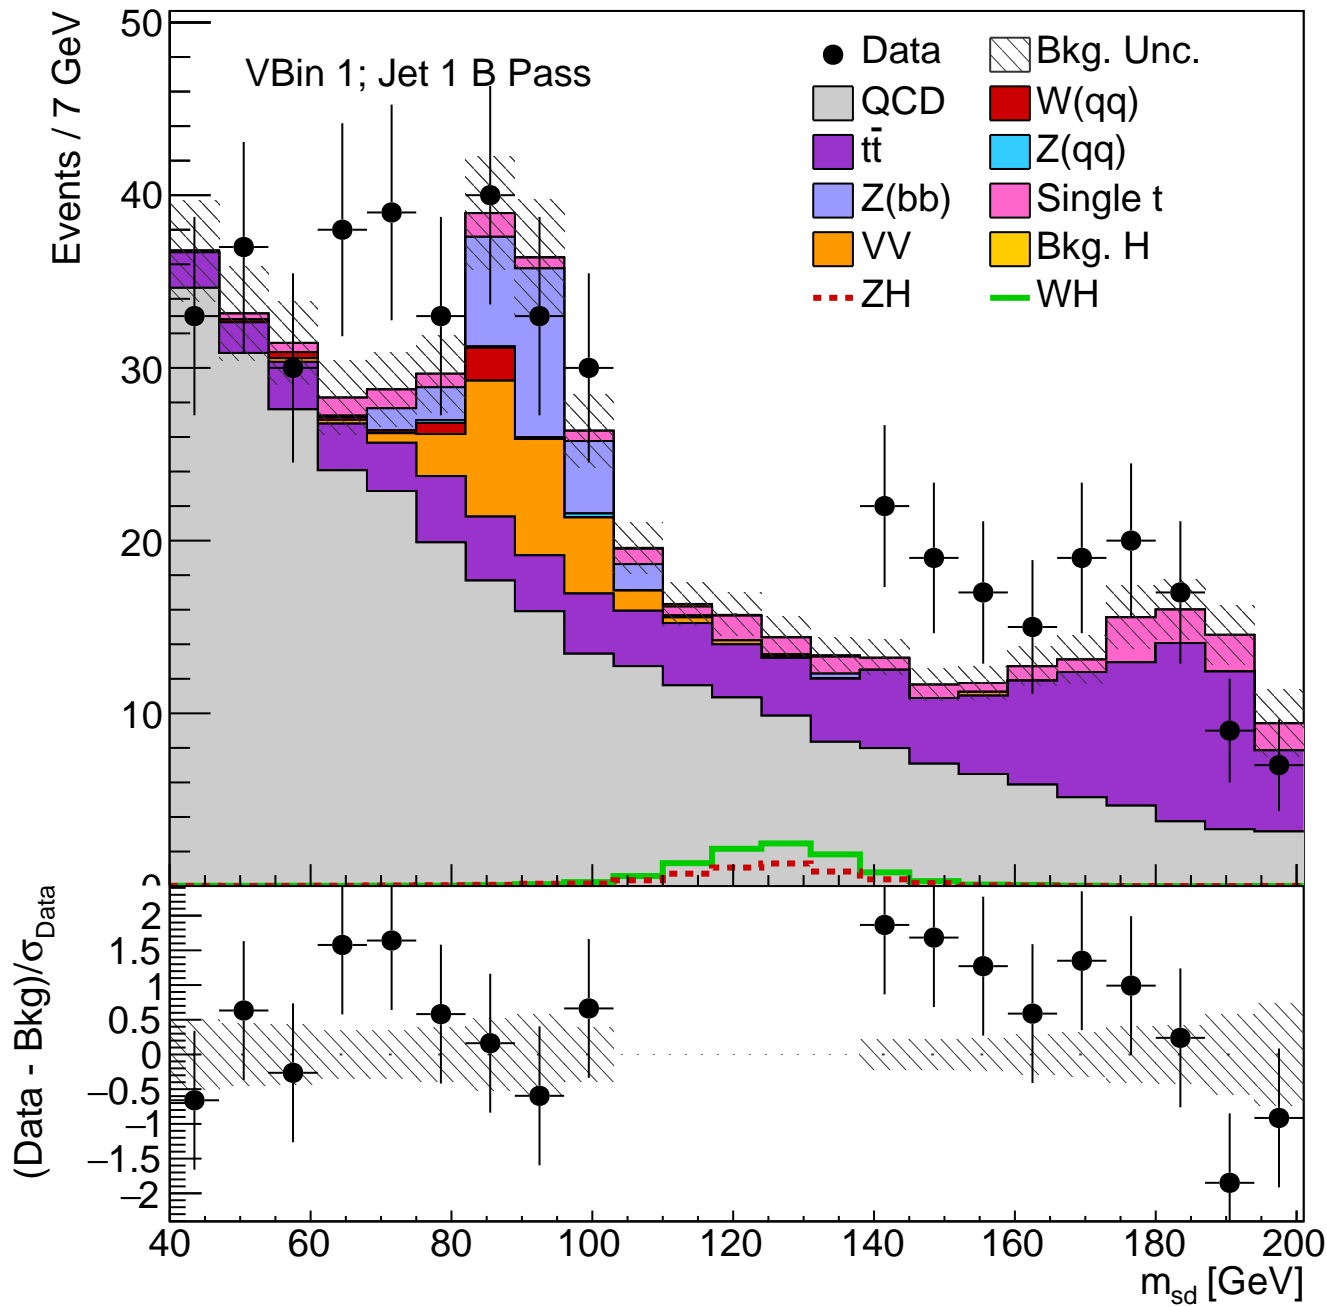 Events / 7 GeV
50
40
30
20
10
0
VBin 1; Jet 1 B Pass
Data
Bkg. Unc.
QCD
W(qq)
tt̄
Z(qq)
Z(bb)
Single t
VV
Bkg. H
ZH
WH
(Data - Bkg)/σ_Data
2
1.5
1
0.5
0
−0.5
−1
−1.5
−2
40 60 80 100 120 140 160 180 200
m_sd [GeV]